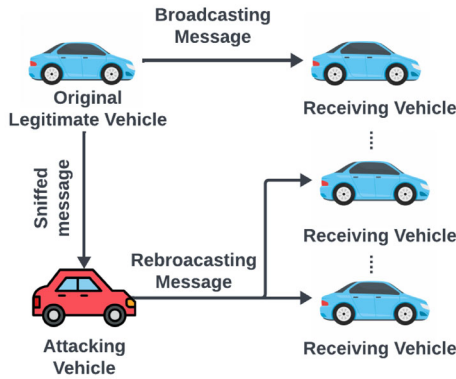 Broadcasting
Message
Original
Legitimate Vehicle
Receiving Vehicle
Sniffed
message
Receiving Vehicle
Rebroacasting
Message
Attacking
Vehicle
Receiving Vehicle